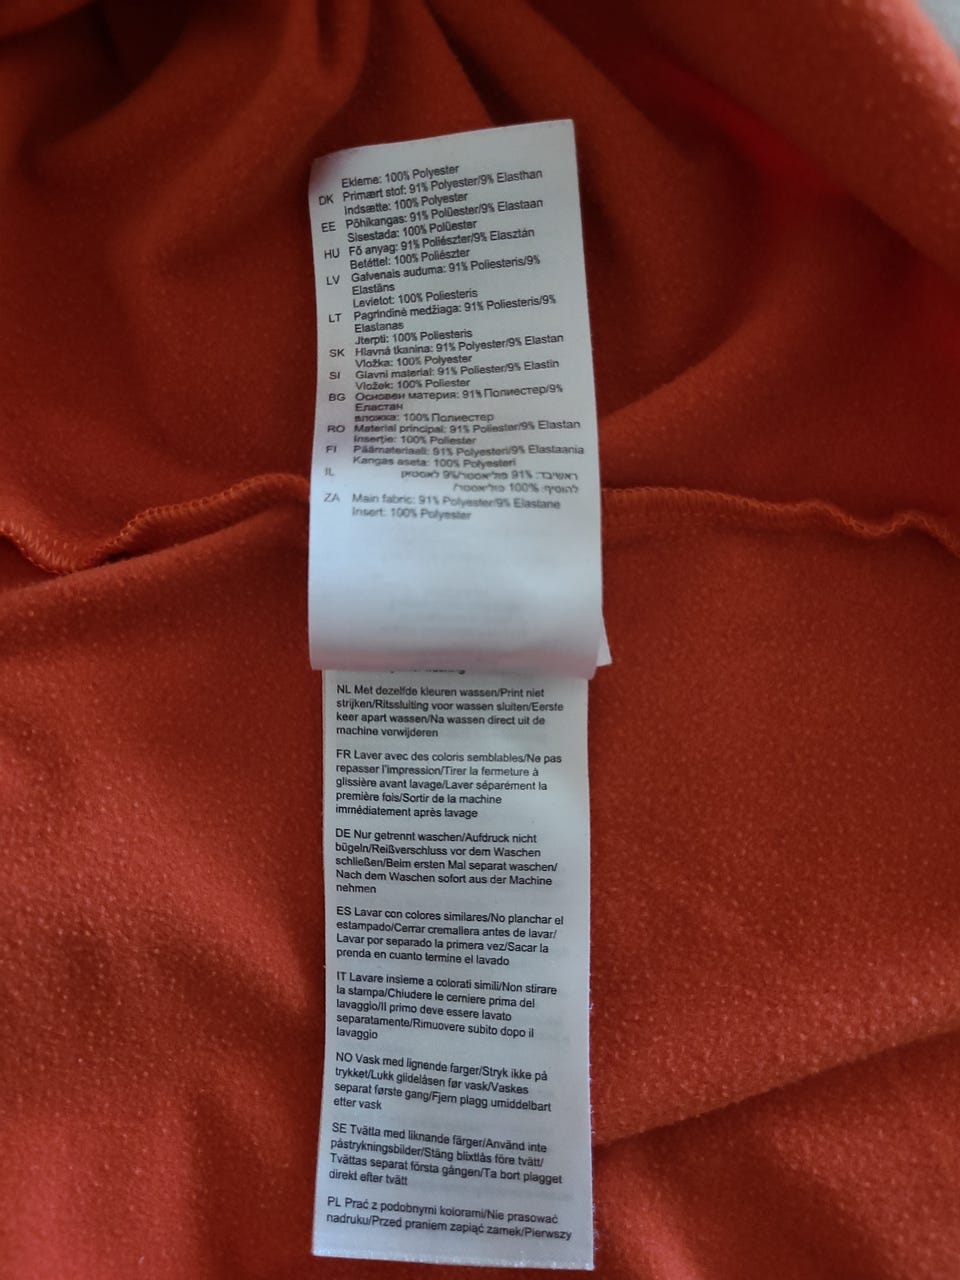 Ekleme: 100% Polyester
DK Primært stof: 91% Polyester/9% Elasthan
Indsætte: 100% Polyester
EE Põhikangas: 91% Polüester/9% Elastaan
Sisestada: 100% Polüester
HU Fő anyag: 91% Poliészter/9% Elasztán
Betéttel: 100% Poliészter
LV Galvenais auduma: 91% Poliesteris/9%
Elastāns
Levietot: 100% Poliesteris
LT Pagrindinė medžiaga: 91% Poliesteris/9%
Elastanas
Jterpti: 100% Poliesteris
SK Hlavná tkanina: 91% Polyester/9% Elastan
Vložka: 100% Polyester
SI Glavni material: 91% Poliester/9% Elastin
Vložek: 100% Poliester
BG Основен материя: 91% Полиестер/9%
Еластан
вложка: 100% Полиестер
RO Material principal: 91% Poliester/9% Elastan
Inserție: 100% Poliester
FI Päämateriaali: 91% Polyesteri/9% Elastaania
Kangas aseta: 100% Polyesteri
IL 91% 9%
100%
ZA Main fabric: 91% Polyester/9% Elastane
Insert: 100% Polyester
NL Met dezelfde kleuren wassen/Print niet
strijken/Ritssluiting voor wassen sluiten/Eerste
keer apart wassen/Na wassen direct uit de
machine verwijderen
FR Laver avec des coloris semblables/Ne pas
repasser l'impression/Tirer la fermeture à
glissière avant lavage/Laver séparément la
première fois/Sortir de la machine
immédiatement après lavage
DE Nur getrennt waschen/Aufdruck nicht
bügeln/Reißverschluss vor dem Waschen
schließen/Beim ersten Mal separat waschen/
Nach dem Waschen sofort aus der Machine
nehmen
ES Lavar con colores similares/No planchar el
estampado/Cerrar cremallera antes de lavar/
Lavar por separado la primera vez/Sacar la
prenda en cuanto termine el lavado
IT Lavare insieme a colorati simili/Non stirare
la stampa/Chiudere le cerniere prima del
lavaggio/Il primo deve essere lavato
separatamente/Rimuovere subito dopo il
lavaggio
NO Vask med lignende farger/Stryk ikke på
trykket/Lukk glidelåsen før vask/Vaskes
separat første gang/Fjern plagg umiddelbart
etter vask
SE Tvätta med liknande färger/Använd inte
påstrykningsbilder/Stäng blixtlås före tvätt/
Tvättas separat första gången/Ta bort plagget
direkt efter tvätt
PL Prać z podobnymi kolorami/Nie prasować
nadruku/Przed praniem zapiąć zamek/Pierwszy